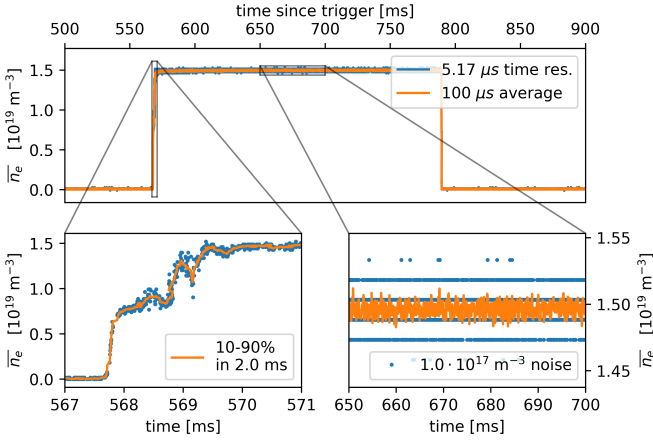 time since trigger [ms]
500 550 600 650 700 750 800 850 900
1.5
1.0
0.5
0.0
n̅ₑ [10¹⁹ m⁻³]
5.17 μs time res.
100 μs average
1.5
1.0
0.5
0.0
n̅ₑ [10¹⁹ m⁻³]
10-90%
in 2.0 ms
567 568 569 570 571
time [ms]
1.55
1.50
1.45
n̅ₑ [10¹⁹ m⁻³]
1.0 · 10¹⁷ m⁻³ noise
650 660 670 680 690 700
time [ms]